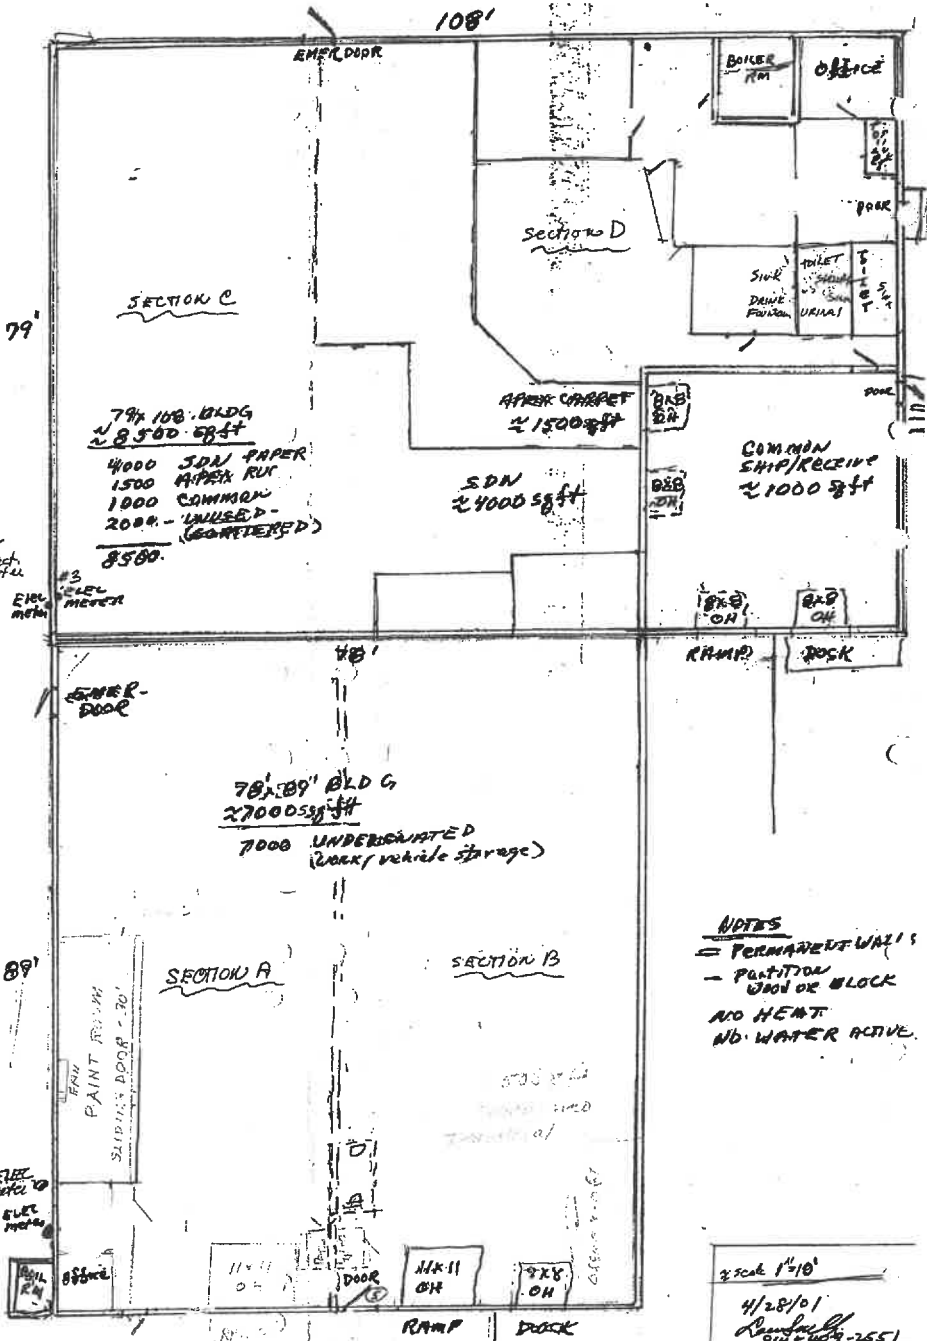 108'
EMER DOOR
BOILER
RM
OFFICE
DOOR
SECTION D
SINK
DRINK
TOILET
URINAL
TOILET
SECTION C
79'
79 x 108 BLDG
≈ 8500 sq ft
4000 SDN PAPER
1500 APEX RUG
1000 COMMON
2000 - UNUSED -
(SCATTERED)
8500
APEX CARPET
≈ 1500 sq ft
8x8
OH
DOOR
COMMON
SHIP/RECEIVE
≈ 1000 sq ft
SDN
≈ 4000 sq ft
8x8
OH
#3
ELEC
METER
ELEC
meter
8x8
OH
8x8
OH
RAMP
DOCK
78'
EMER-
DOOR
78' x 89' BLDG
≈ 7000 sq ft
7000 UNDESIGNATED
(work/vehicle storage)
NOTES
= PERMANENT WALLS
- PARTITION
WOOD OR BLOCK
NO HEAT
NO WATER ACTIVE
89'
SECTION A
SECTION B
FAN
PAINT ROOM
SLIDING DOOR - 30'
ELEC
meter
ELEC
meter
BOIL
RM
office
11x11
OH
DOOR
11x11
OH
8x8
OH
RAMP
DOCK
≈ scale 1"=10'
4/28/01